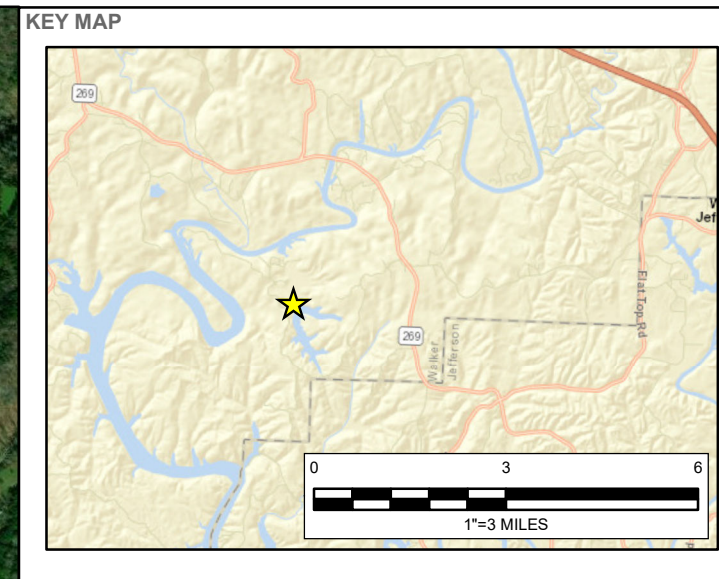 KEY MAP
269
W
Jef
Flat Top Rd
269
Walker
Jefferson
0 3 6
1"=3 MILES